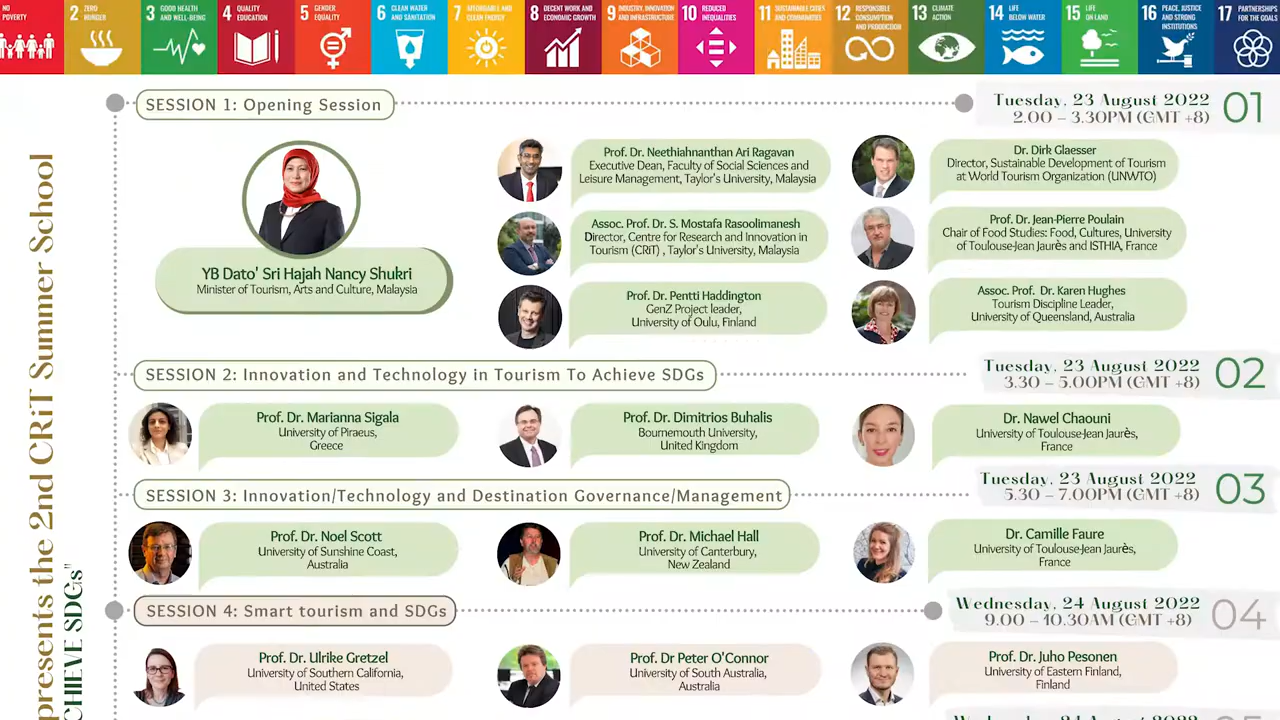 NO POVERTY
2 ZERO HUNGER
3 GOOD HEALTH AND WELL-BEING
4 QUALITY EDUCATION
5 GENDER EQUALITY
6 CLEAN WATER AND SANITATION
7 AFFORDABLE AND CLEAN ENERGY
8 DECENT WORK AND ECONOMIC GROWTH
9 INDUSTRY, INNOVATION AND INFRASTRUCTURE
10 REDUCED INEQUALITIES
11 SUSTAINABLE CITIES AND COMMUNITIES
12 RESPONSIBLE CONSUMPTION AND PRODUCTION
13 CLIMATE ACTION
14 LIFE BELOW WATER
15 LIFE ON LAND
16 PEACE, JUSTICE AND STRONG INSTITUTIONS
17 PARTNERSHIPS FOR THE GOALS
presents the 2nd CRiT Summer School
CHIEVE SDGs"
SESSION 1: Opening Session
Tuesday, 23 August 2022
2.00 – 3.30PM (GMT +8)
01
YB Dato' Sri Hajah Nancy Shukri
Minister of Tourism, Arts and Culture, Malaysia
Prof. Dr. Neethiahnanthan Ari Ragavan
Executive Dean, Faculty of Social Sciences and
Leisure Management, Taylor's University, Malaysia
Dr. Dirk Glaesser
Director, Sustainable Development of Tourism
at World Tourism Organization (UNWTO)
Assoc. Prof. Dr. S. Mostafa Rasoolimanesh
Director, Centre for Research and Innovation in
Tourism (CRiT) , Taylor's University, Malaysia
Prof. Dr. Jean-Pierre Poulain
Chair of Food Studies: Food, Cultures, University
of Toulouse-Jean Jaurès and ISTHIA, France
Prof. Dr. Pentti Haddington
GenZ Project leader,
University of Oulu, Finland
Assoc. Prof. Dr. Karen Hughes
Tourism Discipline Leader,
University of Queensland, Australia
SESSION 2: Innovation and Technology in Tourism To Achieve SDGs
Tuesday, 23 August 2022
3.30 – 5.00PM (GMT +8)
02
Prof. Dr. Marianna Sigala
University of Piraeus,
Greece
Prof. Dr. Dimitrios Buhalis
Bournemouth University,
United Kingdom
Dr. Nawel Chaouni
University of Toulouse-Jean Jaurès,
France
SESSION 3: Innovation/Technology and Destination Governance/Management
Tuesday, 23 August 2022
5.30 – 7.00PM (GMT +8)
03
Prof. Dr. Noel Scott
University of Sunshine Coast,
Australia
Prof. Dr. Michael Hall
University of Canterbury,
New Zealand
Dr. Camille Faure
University of Toulouse-Jean Jaurès,
France
SESSION 4: Smart tourism and SDGs
Wednesday, 24 August 2022
9.00 – 10.30AM (GMT +8)
04
Prof. Dr. Ulrike Gretzel
University of Southern California,
United States
Prof. Dr Peter O'Connor
University of South Australia,
Australia
Prof. Dr. Juho Pesonen
University of Eastern Finland,
Finland